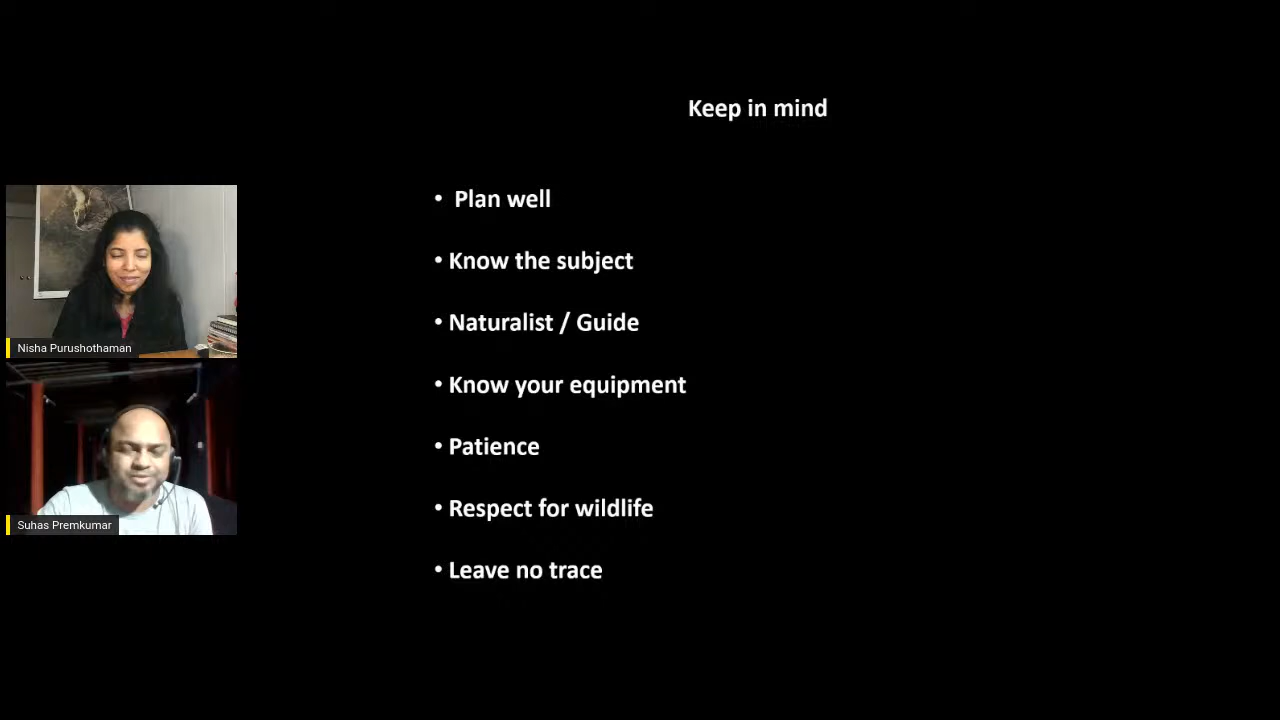 Keep in mind
• Plan well
• Know the subject
• Naturalist / Guide
• Know your equipment
• Patience
• Respect for wildlife
• Leave no trace
Nisha Purushothaman
Suhas Premkumar